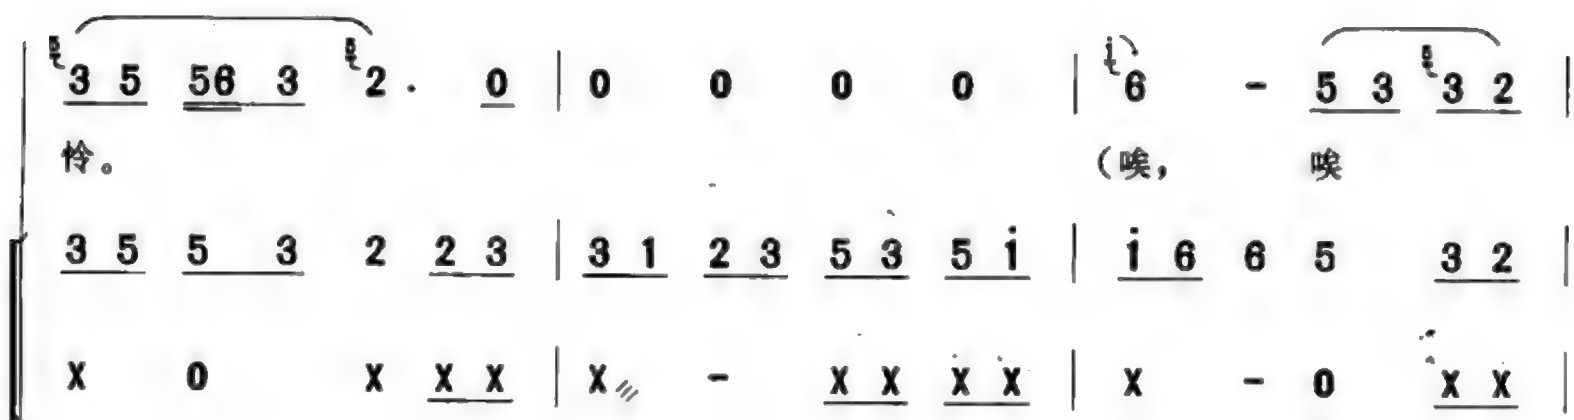 3 5 56 3 2. 0 | 0 0 0 0 | 6 - 5 3 3 2 |
怜。 (唉, 唉
3 5 5 3 2 2 3 | 3 1 2 3 5 3 5 i | i 6 6 5 3 2 |
X 0 X X X | X - X X X X | X - 0 X X |